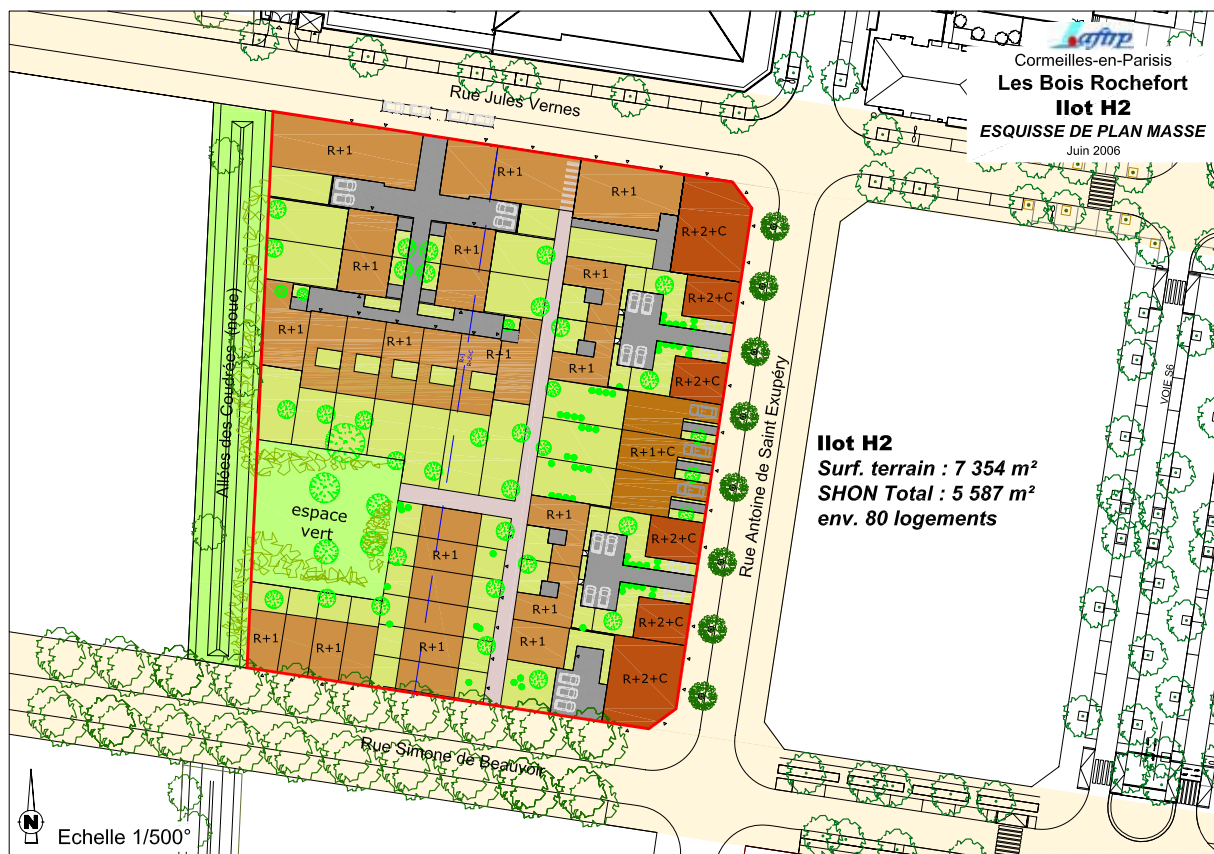 aftrp
Cormeilles-en-Parisis
Les Bois Rochefort
Ilot H2
ESQUISSE DE PLAN MASSE
Juin 2006
Rue Jules Vernes
R+1
R+1
R+1
R+2+C
R+1
R+1
R+1
R+2+C
R+1
R+1
R+1
R+1
R+2+C
Allées des Coudrées (noue)
Rue Antoine de Saint Exupéry
VOIE S6
R+1+C
Ilot H2
Surf. terrain : 7 354 m²
SHON Total : 5 587 m²
env. 80 logements
espace
vert
R+1
R+1
R+2+C
R+1
R+2+C
R+1
R+1
R+1
R+1
R+2+C
Rue Simone de Beauvoir
N
Echelle 1/500°